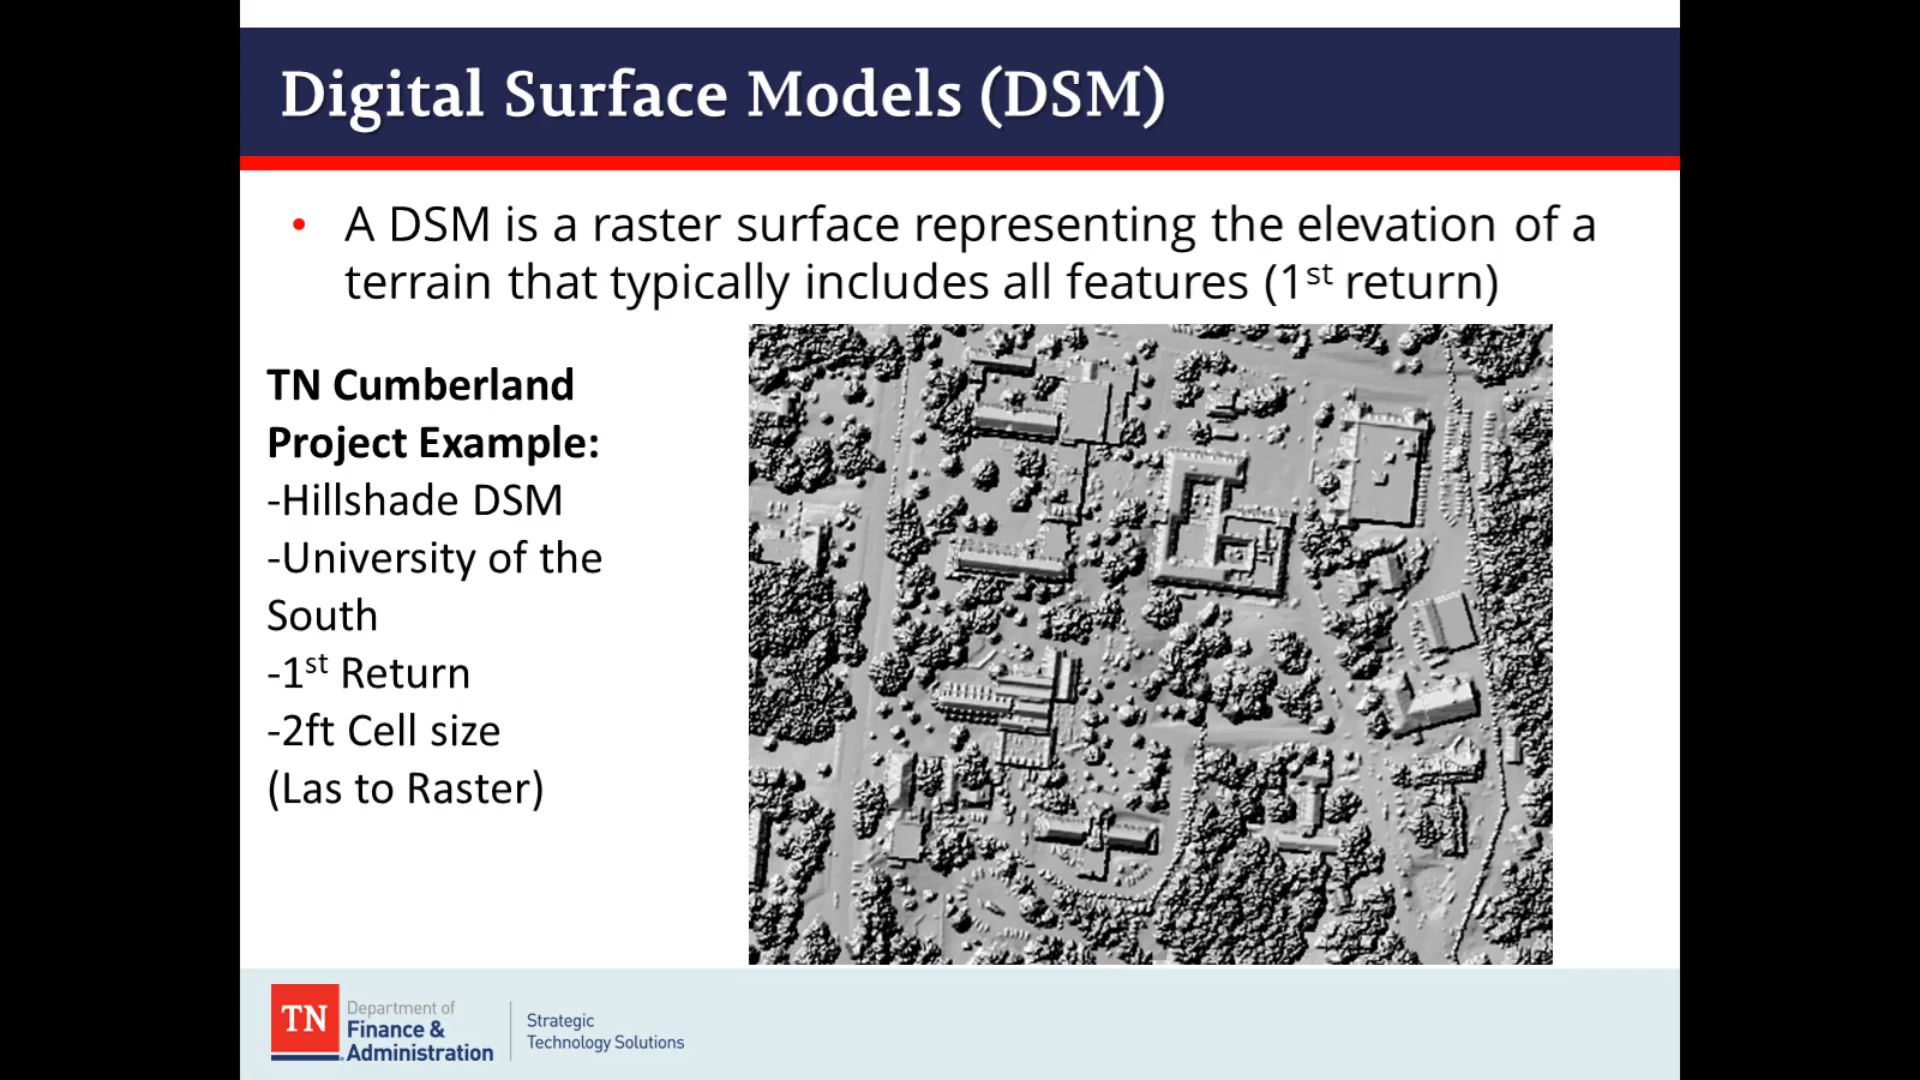 Digital Surface Models (DSM)
• A DSM is a raster surface representing the elevation of a
terrain that typically includes all features (1st return)
TN Cumberland
Project Example:
-Hillshade DSM
-University of the
South
-1st Return
-2ft Cell size
(Las to Raster)
TN
Department of
Finance &
Administration
Strategic
Technology Solutions